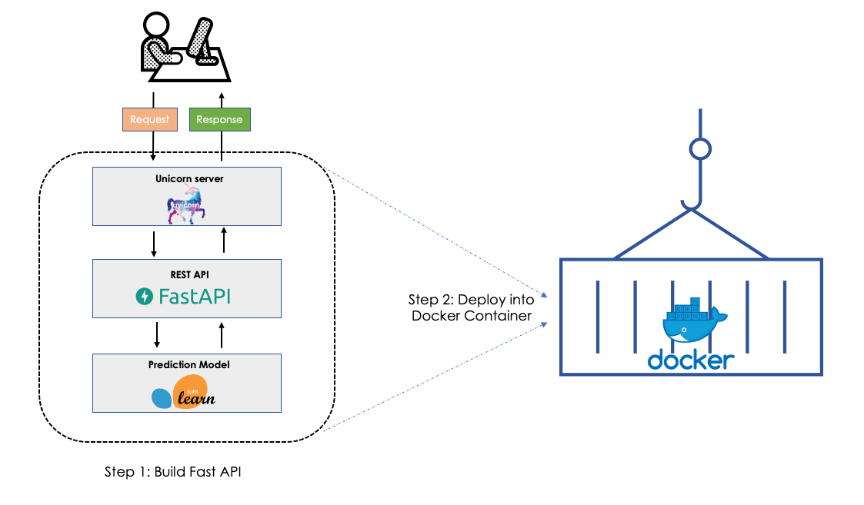 Request
Response
Unicorn server
REST API
FastAPI
Prediction Model
learn
Step 1: Build Fast API
Step 2: Deploy into
Docker Container
docker